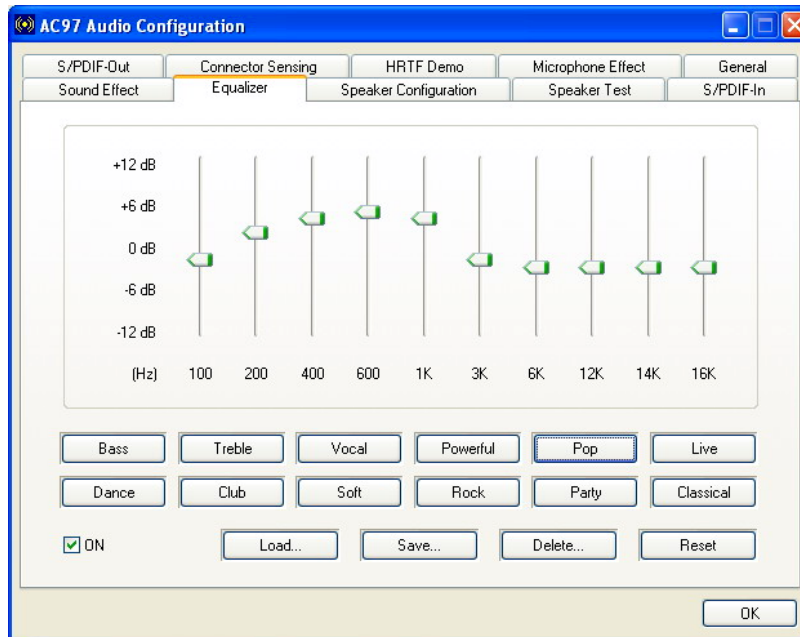 AC97 Audio Configuration
S/PDIF-Out Connector Sensing HRTF Demo Microphone Effect General
Sound Effect Equalizer Speaker Configuration Speaker Test S/PDIF-In
+12 dB
+6 dB
0 dB
-6 dB
-12 dB
(Hz) 100 200 400 600 1K 3K 6K 12K 14K 16K
Bass Treble Vocal Powerful Pop Live
Dance Club Soft Rock Party Classical
ON Load... Save... Delete... Reset
OK